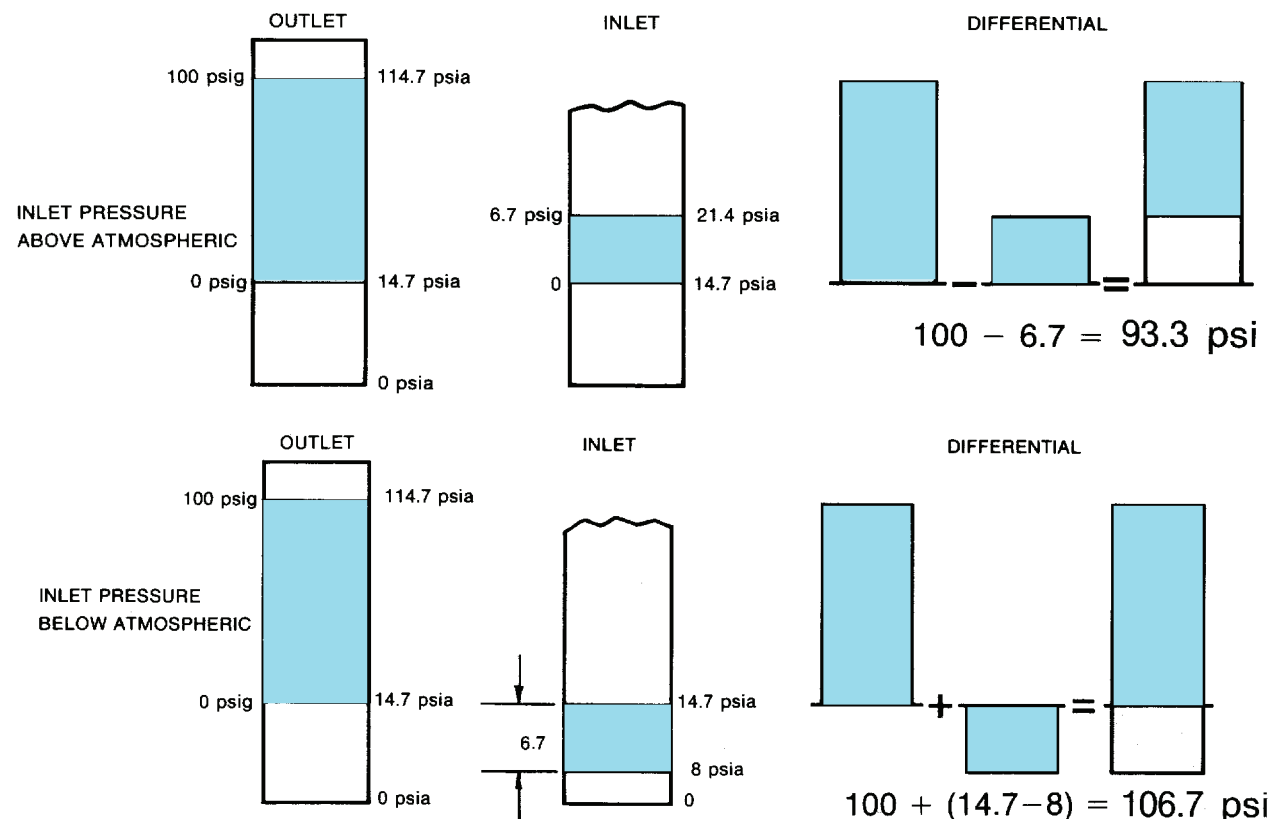 OUTLET
INLET
DIFFERENTIAL
100 psig
114.7 psia
INLET PRESSURE
ABOVE ATMOSPHERIC
6.7 psig
21.4 psia
0 psig
14.7 psia
0
14.7 psia
−
=
100 − 6.7 = 93.3 psi
0 psia
OUTLET
INLET
DIFFERENTIAL
100 psig
114.7 psia
INLET PRESSURE
BELOW ATMOSPHERIC
0 psig
14.7 psia
14.7 psia
+
=
6.7
8 psia
0 psia
0
100 + (14.7−8) = 106.7 psi